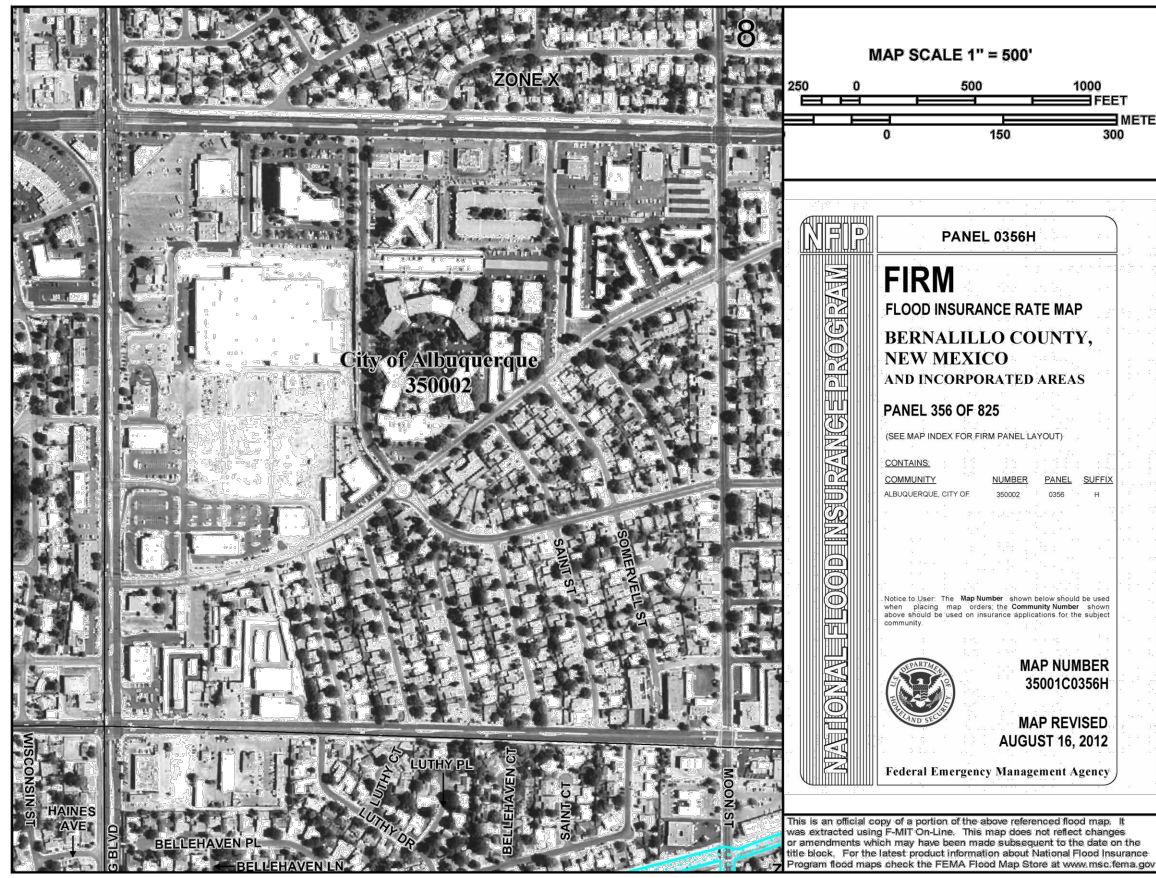 8
ZONE X
City of Albuquerque
350002
SAINT ST
SOMERVELL ST
WISCONSIN ST
HAINES
AVE
G BLVD
BELLEHAVEN PL
BELLEHAVEN LN
LUTHY CT
LUTHY PL
LUTHY DR
BELLEHAVEN CT
SAINT CT
MOON ST
7
MAP SCALE 1" = 500'
250 0 500 1000
FEET
METE
0 150 300
NFIP
NATIONAL FLOOD INSURANCE PROGRAM
PANEL 0356H
FIRM
FLOOD INSURANCE RATE MAP
BERNALILLO COUNTY,
NEW MEXICO
AND INCORPORATED AREAS
PANEL 356 OF 825
(SEE MAP INDEX FOR FIRM PANEL LAYOUT)
CONTAINS:
COMMUNITY NUMBER PANEL SUFFIX
ALBUQUERQUE, CITY OF 350002 0356 H
Notice to User: The Map Number shown below should be used
when placing map orders; the Community Number shown
above should be used on insurance applications for the subject
community.
U.S. DEPARTMENT OF
HOMELAND SECURITY
MAP NUMBER
35001C0356H
MAP REVISED
AUGUST 16, 2012
Federal Emergency Management Agency
This is an official copy of a portion of the above referenced flood map. It
was extracted using F-MIT On-Line. This map does not reflect changes
or amendments which may have been made subsequent to the date on the
title block. For the latest product information about National Flood Insurance
Program flood maps check the FEMA Flood Map Store at www.msc.fema.gov